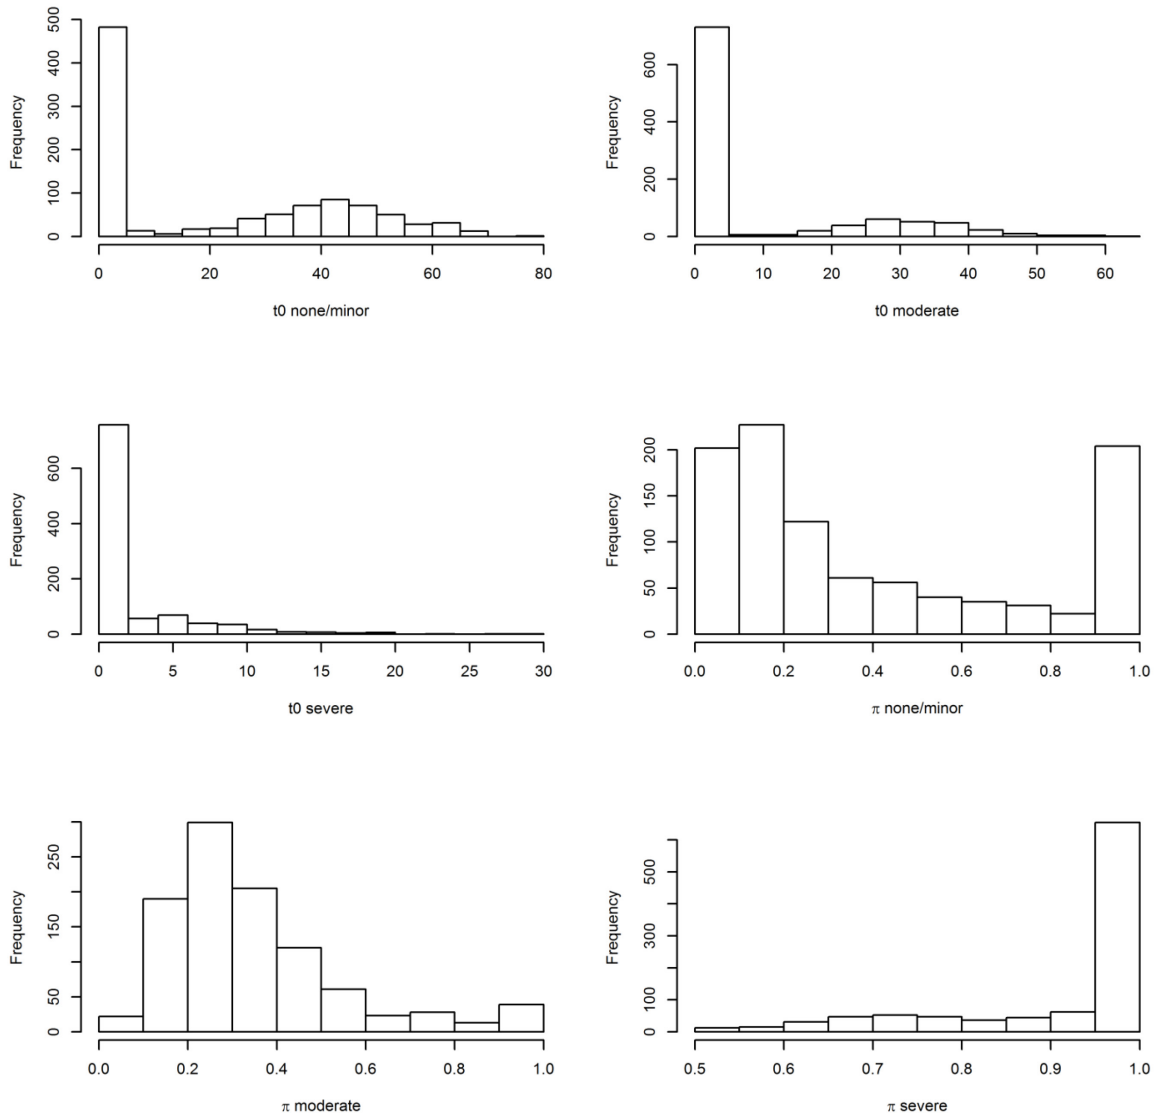 Frequency
0 100 200 300 400 500
0 20 40 60 80
t0 none/minor
Frequency
0 200 400 600
0 10 20 30 40 50 60
t0 moderate
Frequency
0 200 400 600
0 5 10 15 20 25 30
t0 severe
Frequency
0 50 100 150 200
0.0 0.2 0.4 0.6 0.8 1.0
π none/minor
Frequency
0 50 150 250
0.0 0.2 0.4 0.6 0.8 1.0
π moderate
Frequency
0 100 300 500
0.5 0.6 0.7 0.8 0.9 1.0
π severe